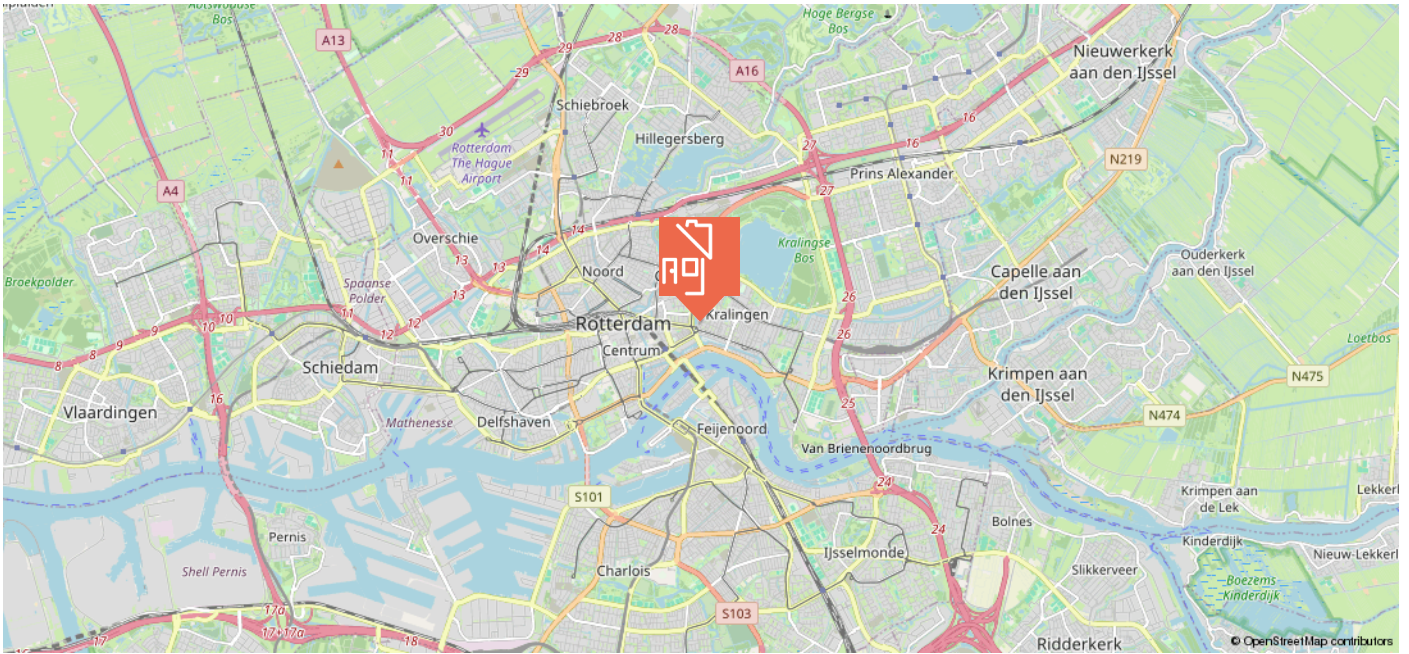 Hoge Bergse
Bos
A13
28
28
29
29
A16
Nieuwerkerk
aan den IJssel
Schiebroek
30
16
Hillegersberg
Rotterdam
The Hague
Airport
11
11
27
16
N219
Prins Alexander
27
A4
14
14
Overschie
Kralingse
Bos
Ouderkerk
aan den IJssel
13
13
13
Noord
Capelle aan
den IJssel
Broekpolder
Spaanse
Polder
26
26
10
10
11
12
12
9
9
8
8
Kralingen
Rotterdam
Centrum
Loetbos
Schiedam
Krimpen aan
den IJssel
N475
16
25
Vlaardingen
Mathenesse
Delfshaven
Feijenoord
N474
Van Brienenoordbrug
24
S101
Krimpen aan
de Lek
Lekkerl
24
Bolnes
Pernis
Kinderdijk
IJsselmonde
Nieuw-Lekkerl
Shell Pernis
Charlois
Slikkerveer
Boezems
Kinderdijk
17a
17
17
17a
18
S103
Ridderkerk
© OpenStreetMap contributors